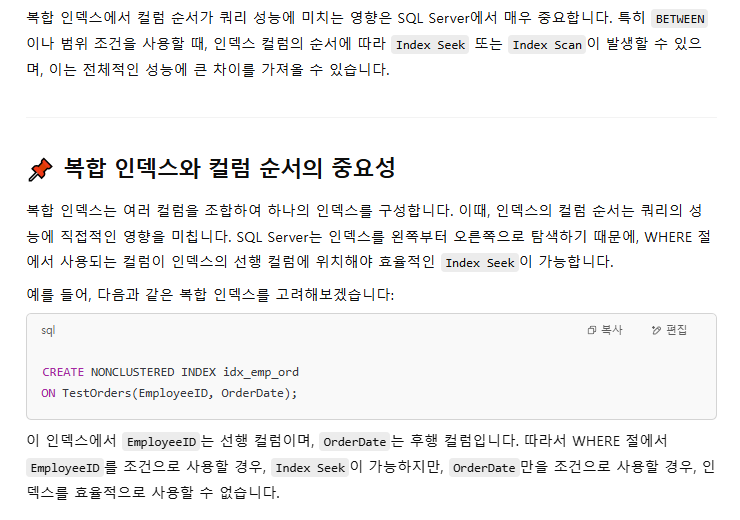 복합 인덱스에서 컬럼 순서가 쿼리 성능에 미치는 영향은 SQL Server에서 매우 중요합니다. 특히 BETWEEN
이나 범위 조건을 사용할 때, 인덱스 컬럼의 순서에 따라 Index Seek 또는 Index Scan이 발생할 수 있으
며, 이는 전체적인 성능에 큰 차이를 가져올 수 있습니다.
📌 복합 인덱스와 컬럼 순서의 중요성
복합 인덱스는 여러 컬럼을 조합하여 하나의 인덱스를 구성합니다. 이때, 인덱스의 컬럼 순서는 쿼리의 성
능에 직접적인 영향을 미칩니다. SQL Server는 인덱스를 왼쪽부터 오른쪽으로 탐색하기 때문에, WHERE 절
에서 사용되는 컬럼이 인덱스의 선행 컬럼에 위치해야 효율적인 Index Seek이 가능합니다.
예를 들어, 다음과 같은 복합 인덱스를 고려해보겠습니다:
sql 복사 편집
CREATE NONCLUSTERED INDEX idx_emp_ord
ON TestOrders(EmployeeID, OrderDate);
이 인덱스에서 EmployeeID는 선행 컬럼이며, OrderDate는 후행 컬럼입니다. 따라서 WHERE 절에서
EmployeeID를 조건으로 사용할 경우, Index Seek이 가능하지만, OrderDate만을 조건으로 사용할 경우, 인
덱스를 효율적으로 사용할 수 없습니다.